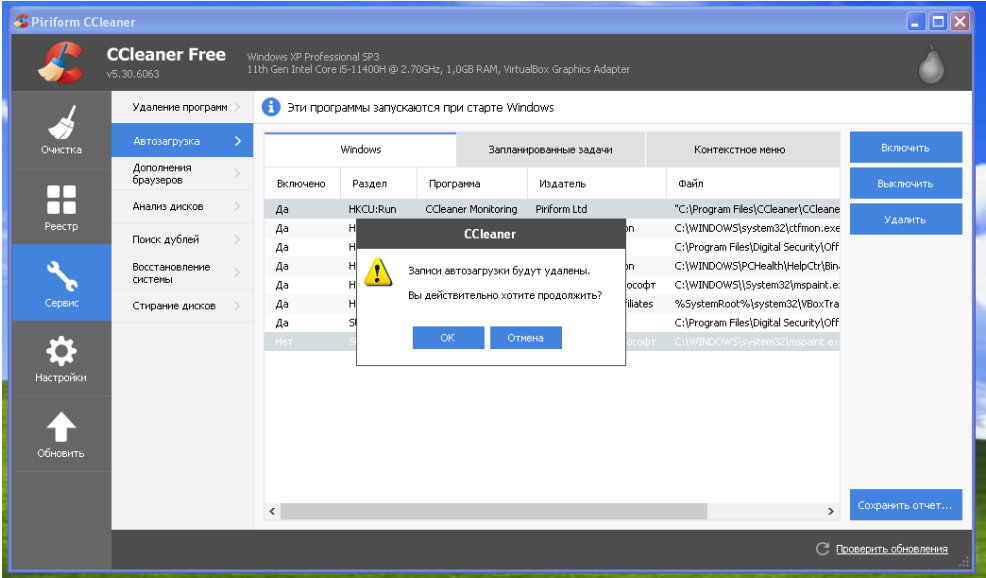 Piriform CCleaner
CCleaner Free
v5.30.6063
Windows XP Professional SP3
11th Gen Intel Core i5-11400H @ 2.70GHz, 1,0GB RAM, VirtualBox Graphics Adapter
Очистка
Реестр
Сервис
Настройки
Обновить
Удаление программ
Автозагрузка
Дополнения
браузеров
Анализ дисков
Поиск дублей
Восстановление
системы
Стирание дисков
Эти программы запускаются при старте Windows
Windows Запланированные задачи Контекстное меню
Включено Раздел Программа Издатель Файл
Да HKCU:Run CCleaner Monitoring Piriform Ltd "C:\Program Files\CCleaner\CCleane
Да C:\WINDOWS\system32\ctfmon.exe
Да C:\Program Files\Digital Security\Off
Да C:\WINDOWS\PCHealth\HelpCtr\Bin
Да C:\WINDOWS\\System32\mspaint.e
Да filiates %SystemRoot%\system32\VBoxTra
Да C:\Program Files\Digital Security\Off
Нет C:\WINDOWS\system32\mspaint.ex
CCleaner
Записи автозагрузки будут удалены.
Вы действительно хотите продолжить?
OK Отмена
Включить
Выключить
Удалить
Сохранить отчет...
Проверить обновления